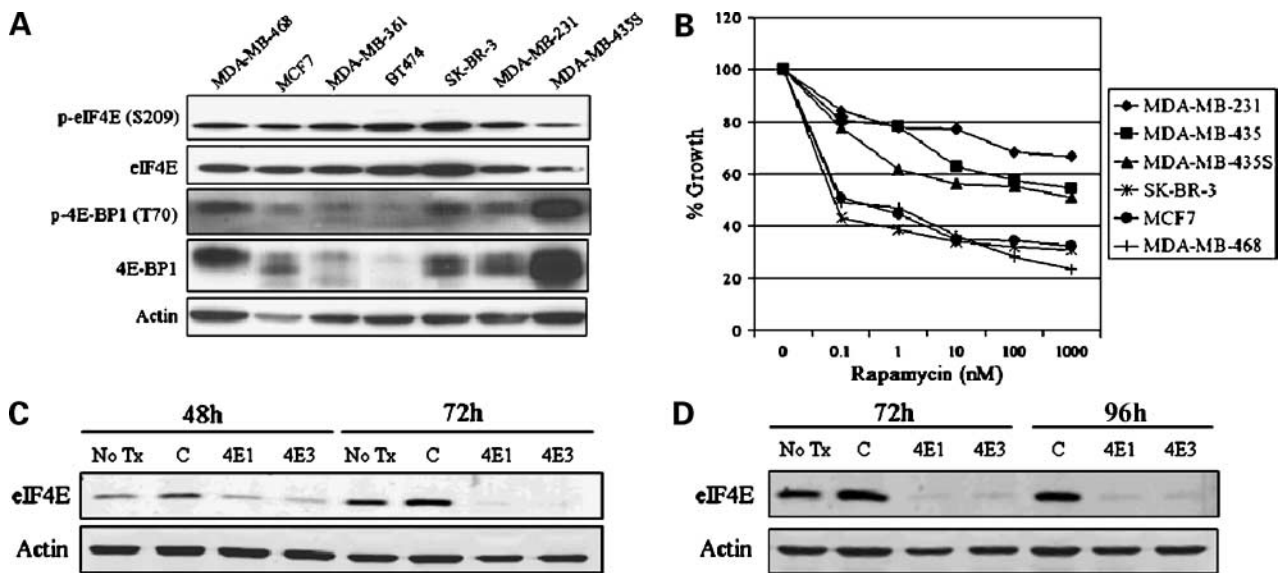 A
MDA-MB-468
MCF7
MDA-MB-361
BT474
SK-BR-3
MDA-MB-231
MDA-MB-435S
p-eIF4E (S209)
eIF4E
p-4E-BP1 (T70)
4E-BP1
Actin
B
120
100
80
60
40
20
0
% Growth
0 0.1 1 10 100 1000
Rapamycin (nM)
MDA-MB-231
MDA-MB-435
MDA-MB-435S
SK-BR-3
MCF7
MDA-MB-468
C
48h 72h
No Tx C 4E1 4E3 No Tx C 4E1 4E3
eIF4E
Actin
D
72h 96h
No Tx C 4E1 4E3 C 4E1 4E3
eIF4E
Actin